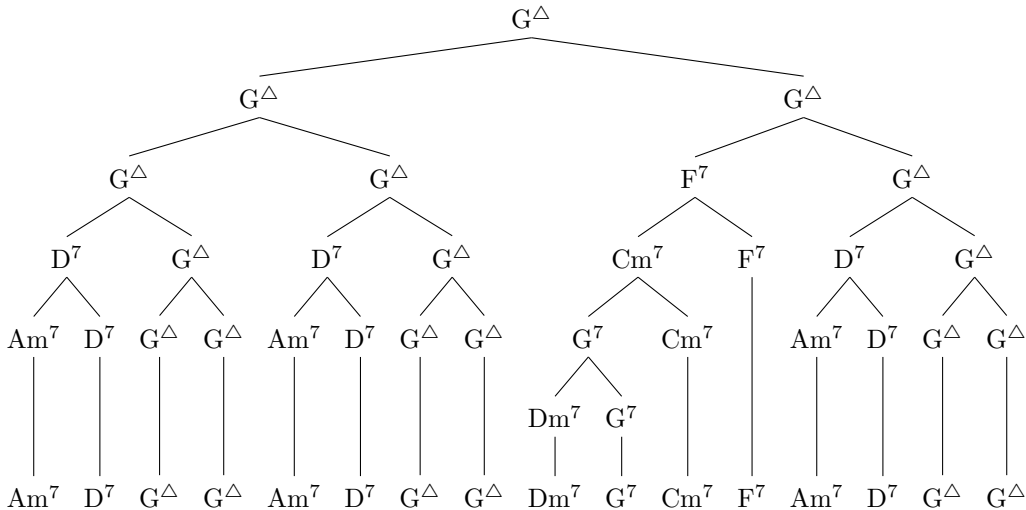 G△
G△ G△
G△ G△ F⁷ G△
D⁷ G△ D⁷ G△ Cm⁷ F⁷ D⁷ G△
Am⁷ D⁷ G△ G△ Am⁷ D⁷ G△ G△ G⁷ Cm⁷ Am⁷ D⁷ G△ G△
Dm⁷ G⁷
Am⁷ D⁷ G△ G△ Am⁷ D⁷ G△ G△ Dm⁷ G⁷ Cm⁷ F⁷ Am⁷ D⁷ G△ G△